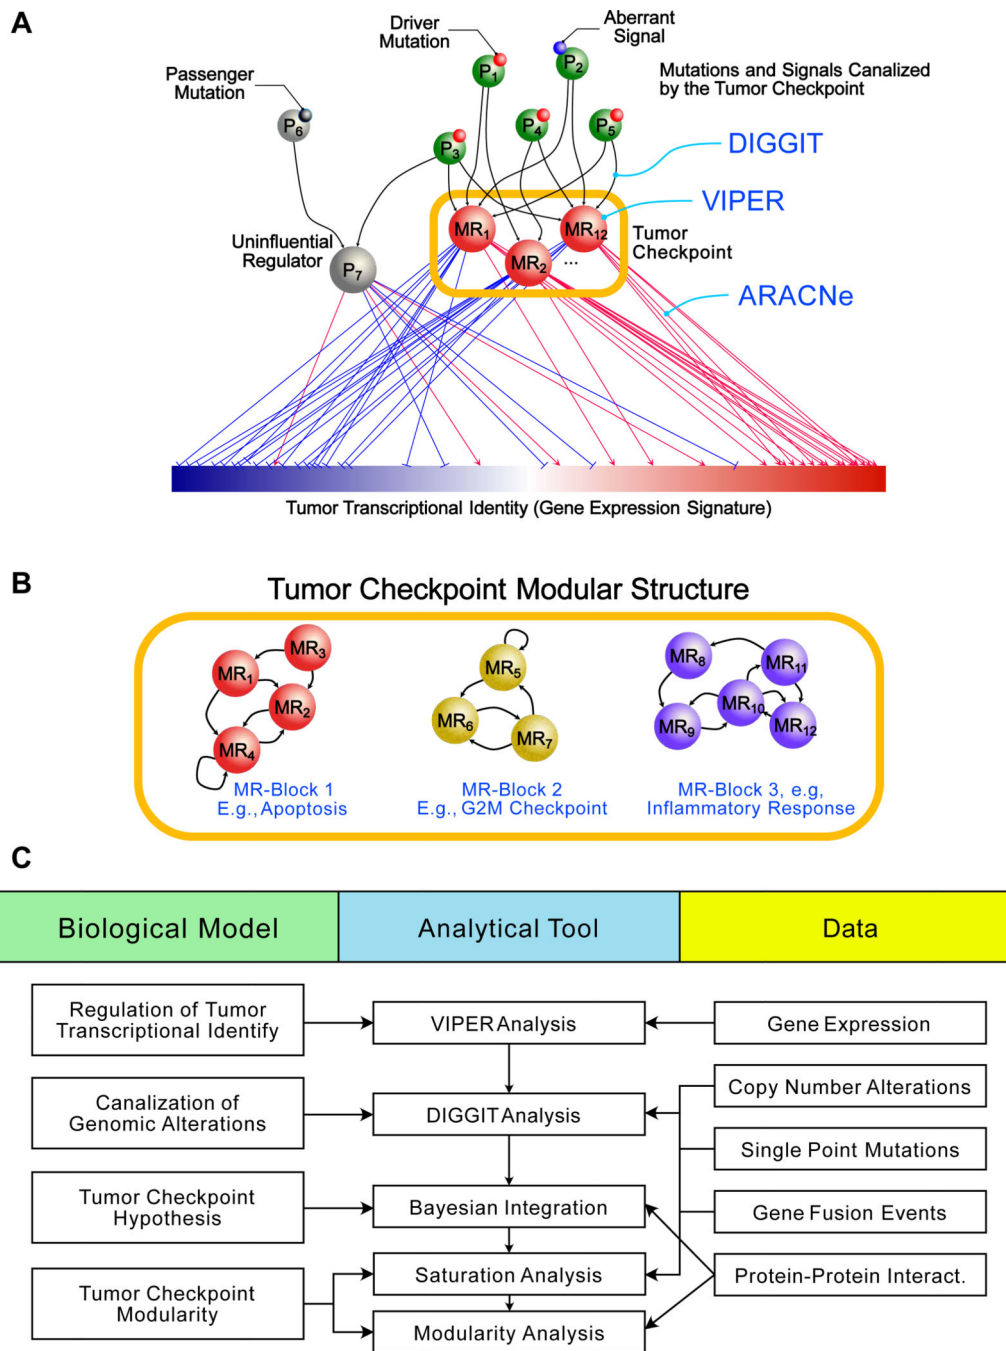 A
Driver
Mutation
Aberrant
Signal
Passenger
Mutation
Mutations and Signals Canalized
by the Tumor Checkpoint
P1
P2
P6
P3
P4
P5
DIGGIT
VIPER
Uninfluential
Regulator
MR1
MR12
MR2
...
Tumor
Checkpoint
P7
ARACNe
Tumor Transcriptional Identity (Gene Expression Signature)
B
Tumor Checkpoint Modular Structure
MR3
MR1
MR2
MR4
MR5
MR6
MR7
MR8
MR11
MR10
MR9
MR12
MR-Block 1
E.g., Apoptosis
MR-Block 2
E.g., G2M Checkpoint
MR-Block 3, e.g,
Inflammatory Response
C
Biological Model
Analytical Tool
Data
Regulation of Tumor
Transcriptional Identify
VIPER Analysis
Gene Expression
Canalization of
Genomic Alterations
DIGGIT Analysis
Copy Number Alterations
Single Point Mutations
Tumor Checkpoint
Hypothesis
Bayesian Integration
Gene Fusion Events
Tumor Checkpoint
Modularity
Saturation Analysis
Protein-Protein Interact.
Modularity Analysis